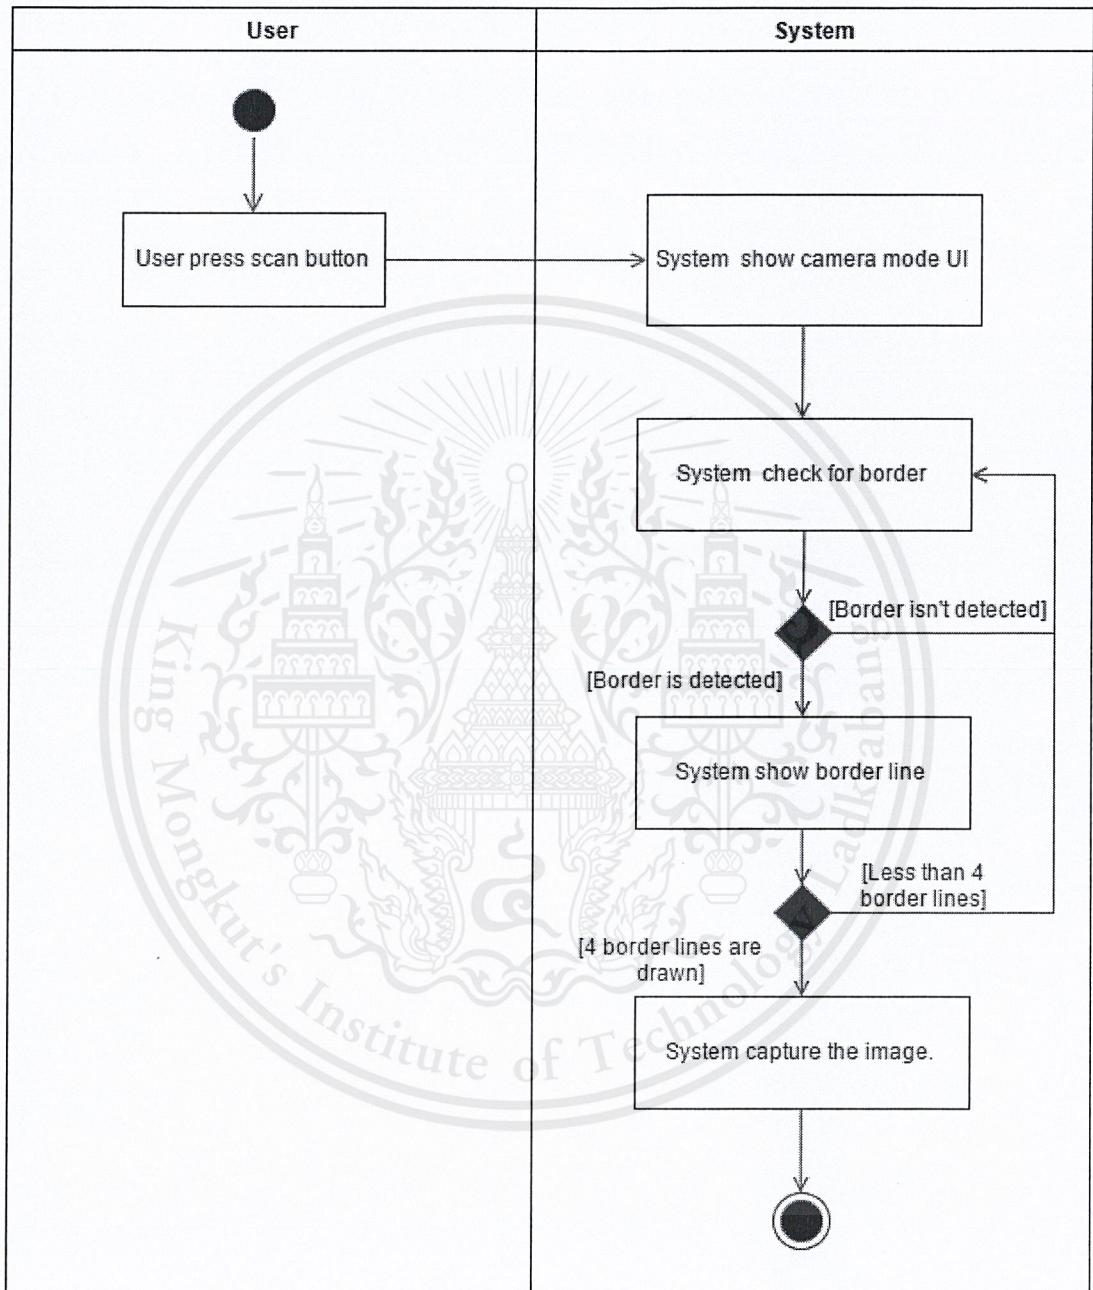 User
System
User press scan button
System show camera mode UI
System check for border
[Border isn't detected]
[Border is detected]
System show border line
[Less than 4
border lines]
[4 border lines are
drawn]
System capture the image.
King Mongkut's Institute of Technology Ladkrabang